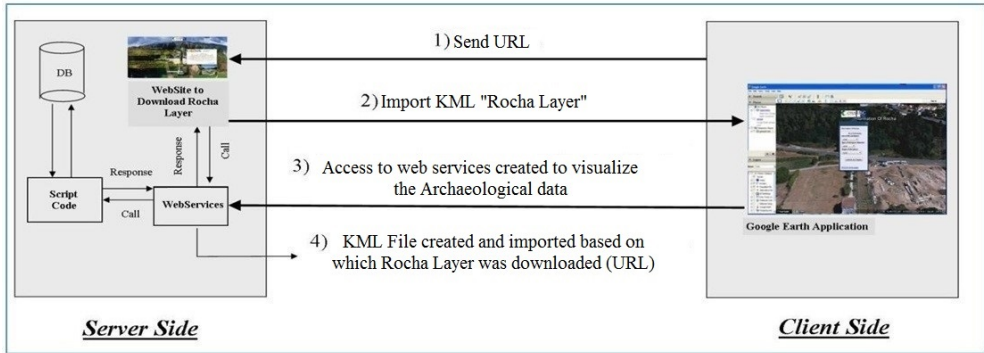 DB
WebSite to
Download Rocha
Layer
Response
Call
Response
Call
Script
Code
WebServices
Server Side
1) Send URL
2) Import KML "Rocha Layer"
3) Access to web services created to visualize
the Archaeological data
4) KML File created and imported based on
which Rocha Layer was downloaded (URL)
Google Earth Application
Client Side